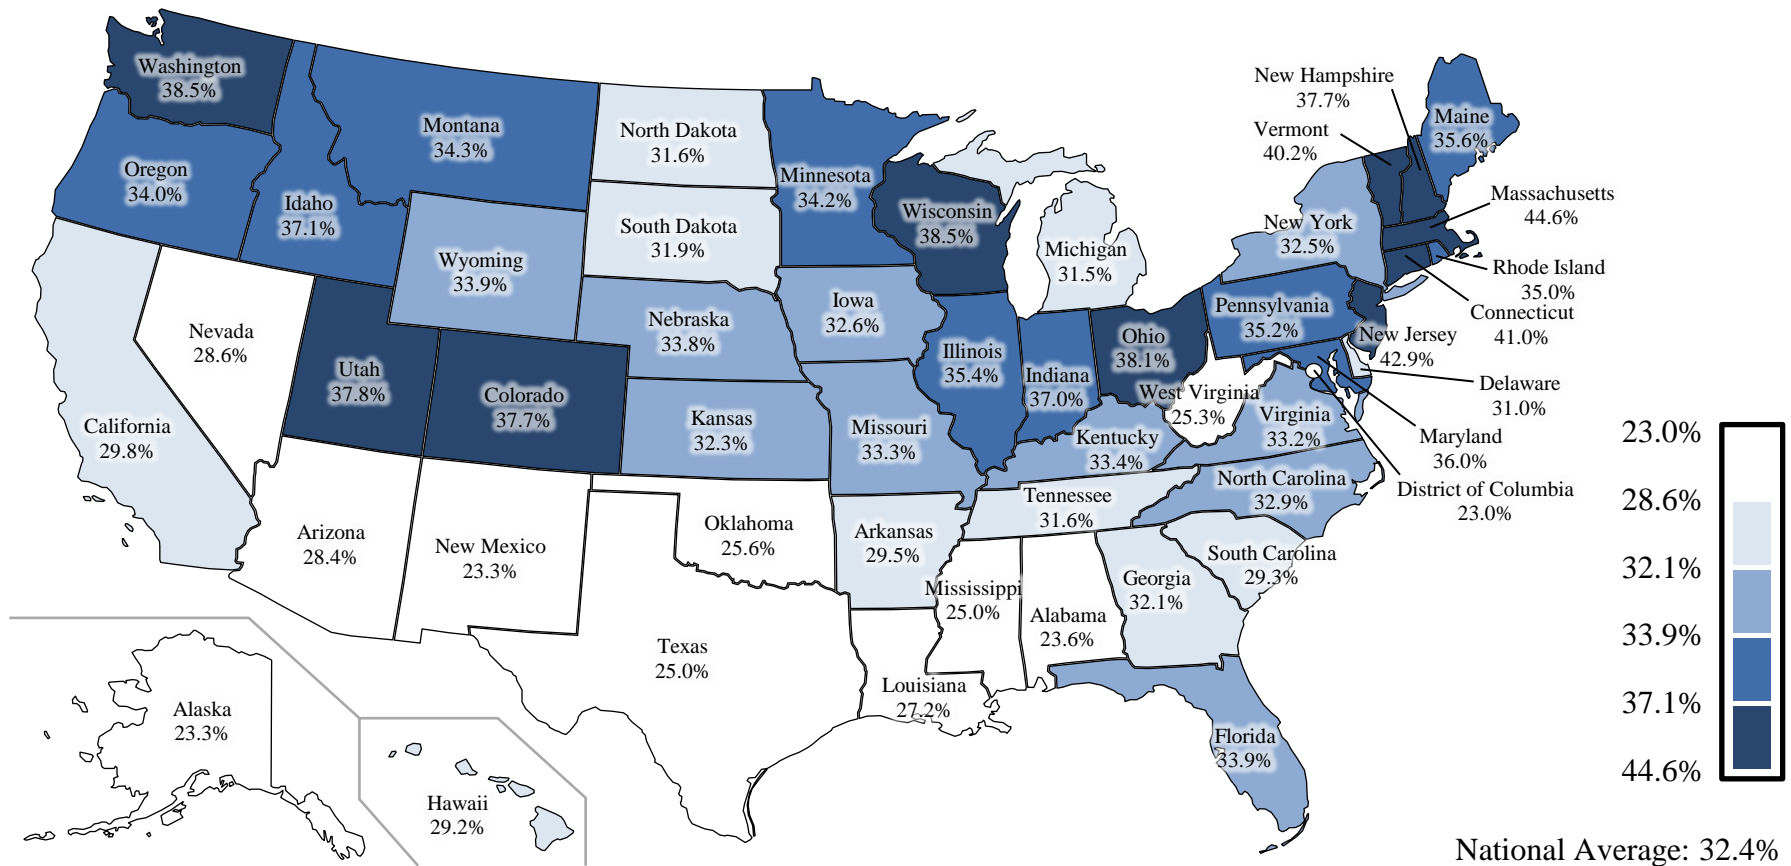 Washington
38.5%
Oregon
34.0%
Idaho
37.1%
Montana
34.3%
North Dakota
31.6%
Minnesota
34.2%
Wisconsin
38.5%
South Dakota
31.9%
Wyoming
33.9%
Michigan
31.5%
New Hampshire
37.7%
Vermont
40.2%
Maine
35.6%
Massachusetts
44.6%
New York
32.5%
Rhode Island
35.0%
Connecticut
41.0%
New Jersey
42.9%
Pennsylvania
35.2%
Delaware
31.0%
Maryland
36.0%
District of Columbia
23.0%
California
29.8%
Nevada
28.6%
Utah
37.8%
Colorado
37.7%
Nebraska
33.8%
Iowa
32.6%
Illinois
35.4%
Indiana
37.0%
Ohio
38.1%
West Virginia
25.3%
Virginia
33.2%
Kansas
32.3%
Missouri
33.3%
Kentucky
33.4%
North Carolina
32.9%
Tennessee
31.6%
South Carolina
29.3%
Arizona
28.4%
New Mexico
23.3%
Oklahoma
25.6%
Arkansas
29.5%
Mississippi
25.0%
Alabama
23.6%
Georgia
32.1%
Texas
25.0%
Louisiana
27.2%
Florida
33.9%
Alaska
23.3%
Hawaii
29.2%
23.0%
28.6%
32.1%
33.9%
37.1%
44.6%
National Average: 32.4%